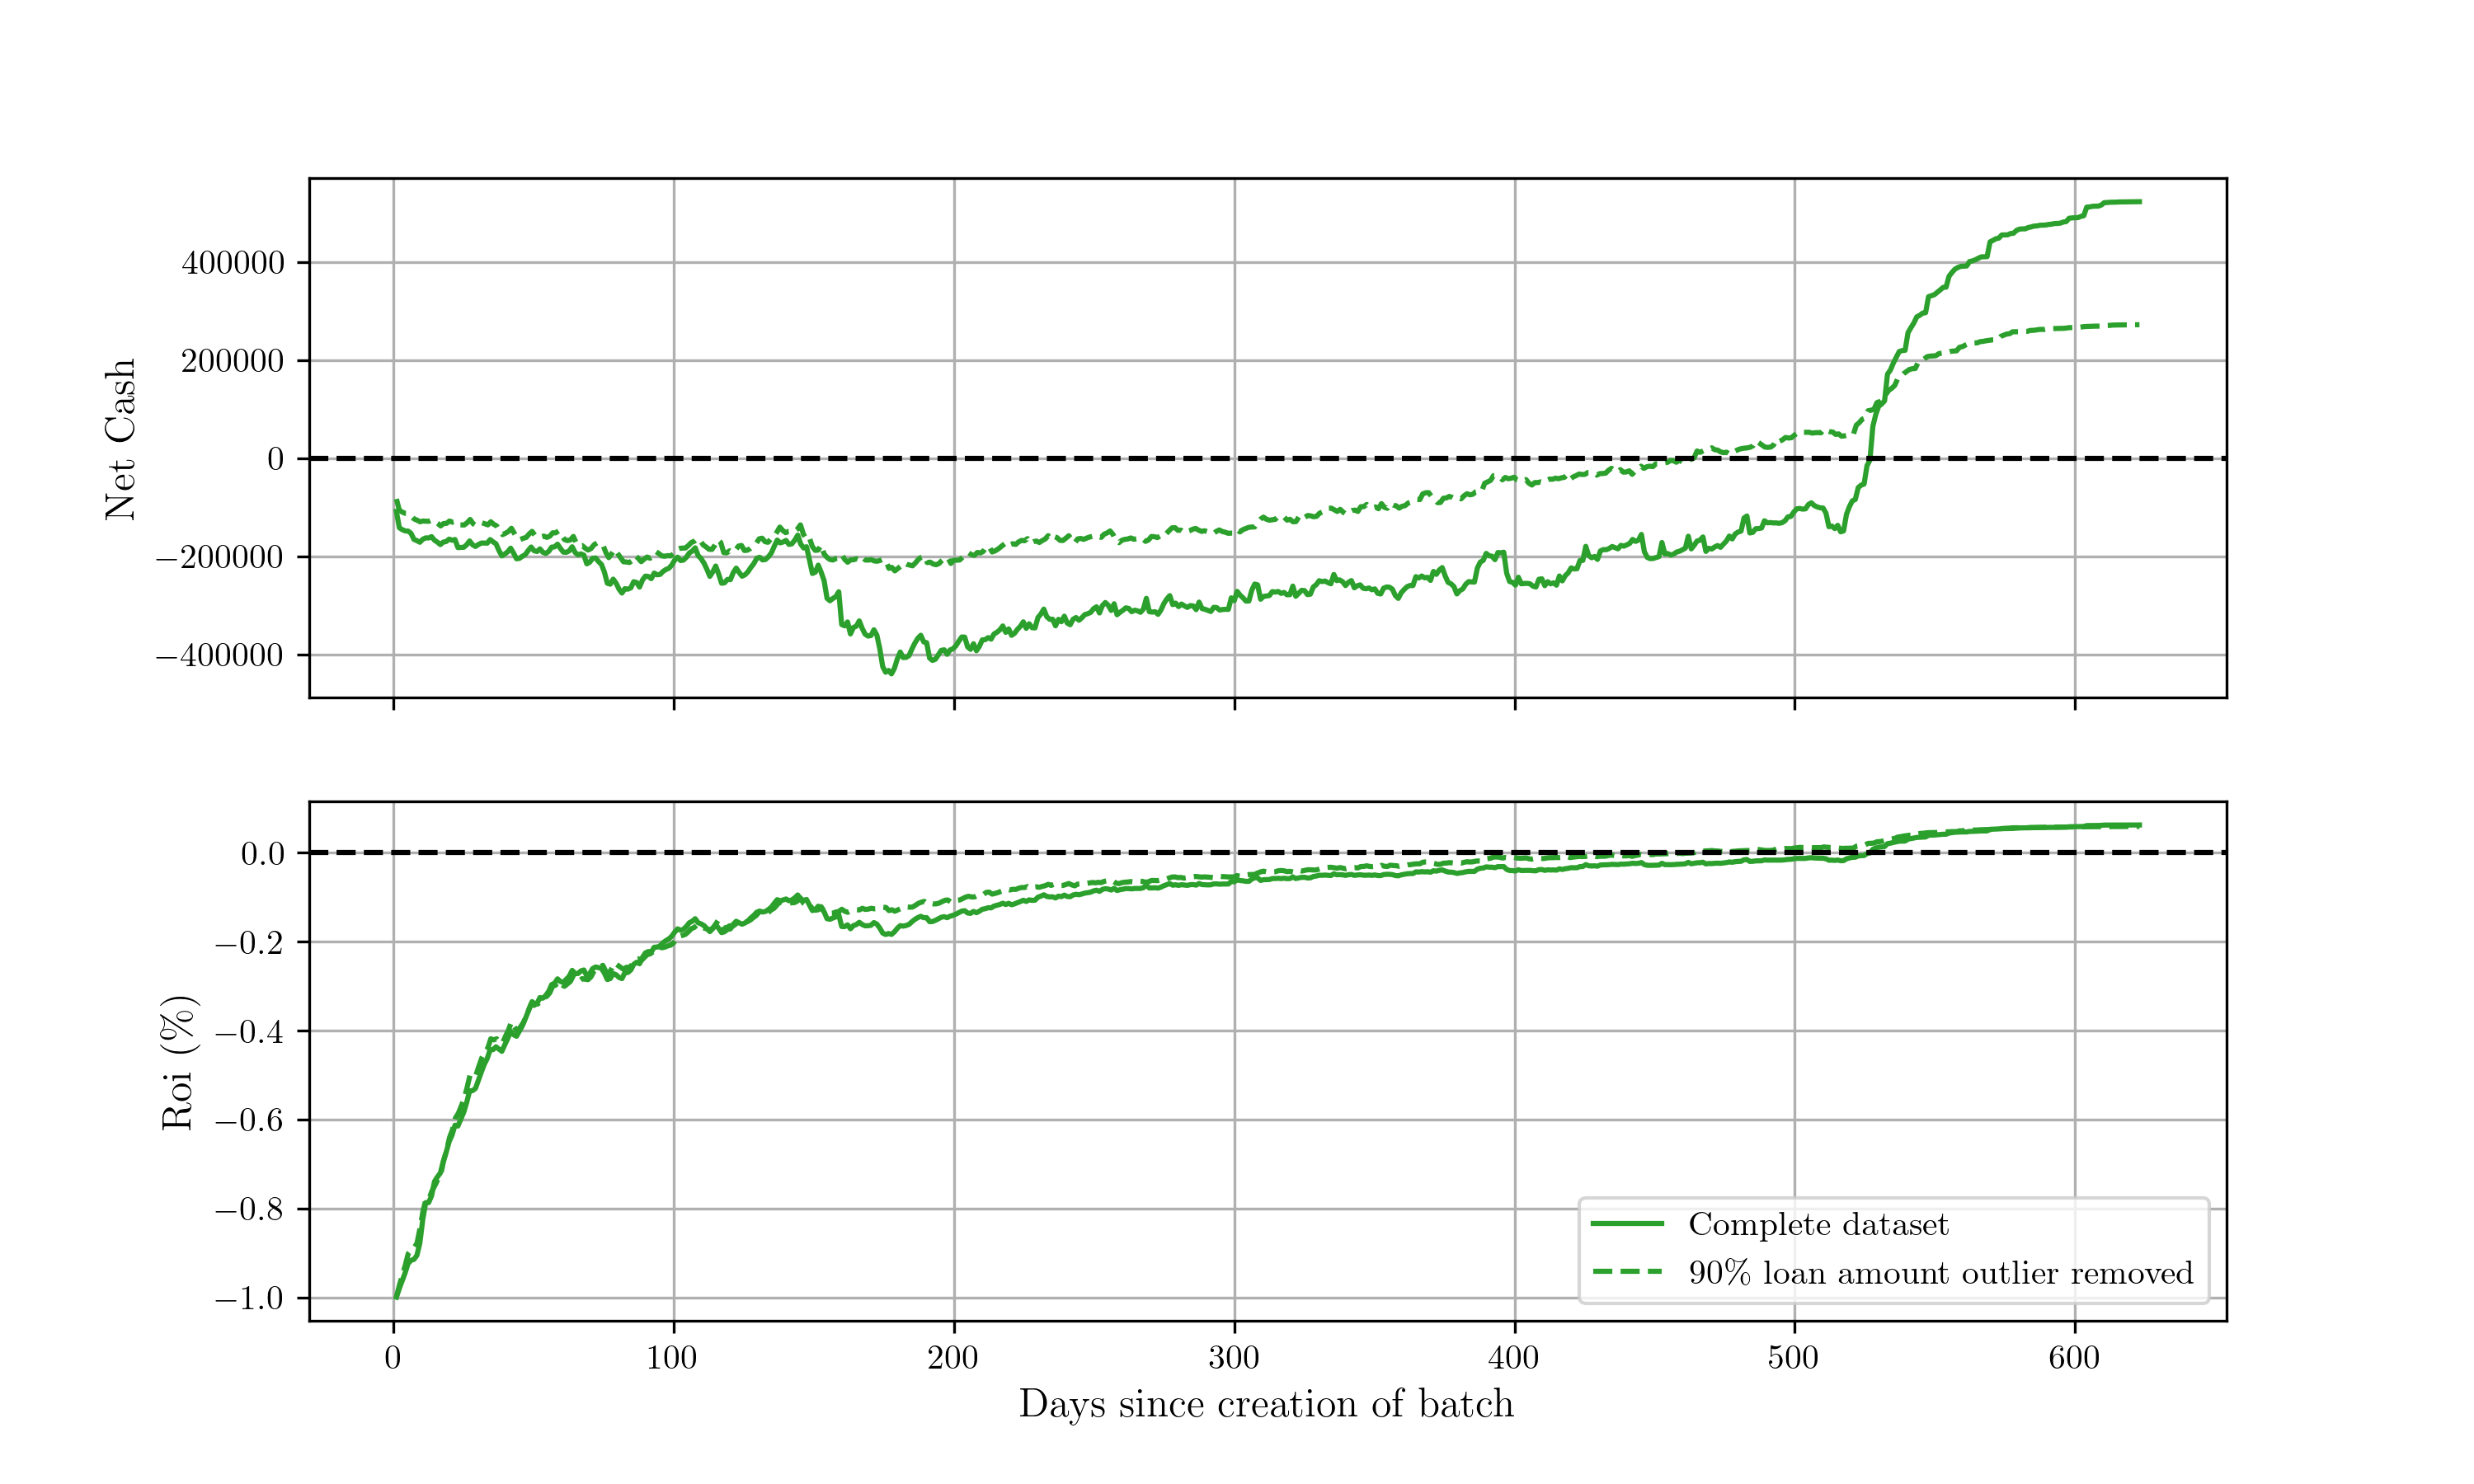 400000
200000
0
−200000
−400000
Net Cash
0.0
−0.2
−0.4
−0.6
−0.8
−1.0
Roi (%)
Complete dataset
90% loan amount outlier removed
0 100 200 300 400 500 600
Days since creation of batch